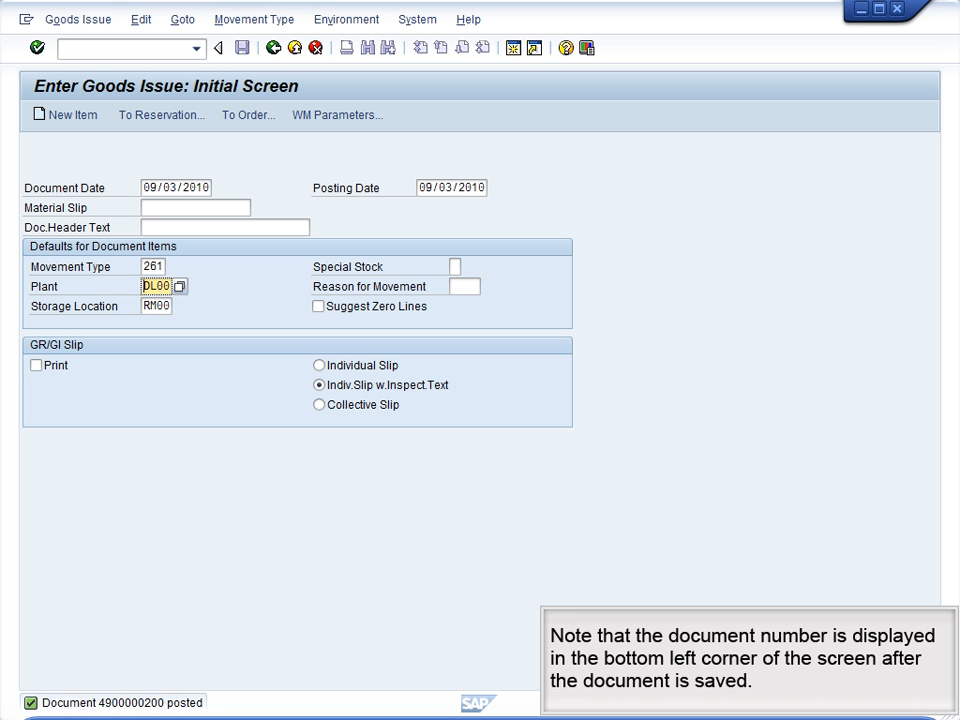 Goods Issue Edit Goto Movement Type Environment System Help
Enter Goods Issue: Initial Screen
New Item To Reservation... To Order... WM Parameters...
Document Date 09/03/2010 Posting Date 09/03/2010
Material Slip
Doc.Header Text
Defaults for Document Items
Movement Type 261 Special Stock
Plant DL00 Reason for Movement
Storage Location RM00 Suggest Zero Lines
GR/GI Slip
Print Individual Slip
Indiv.Slip w.Inspect.Text
Collective Slip
Note that the document number is displayed
in the bottom left corner of the screen after
the document is saved.
Document 4900000200 posted SAP